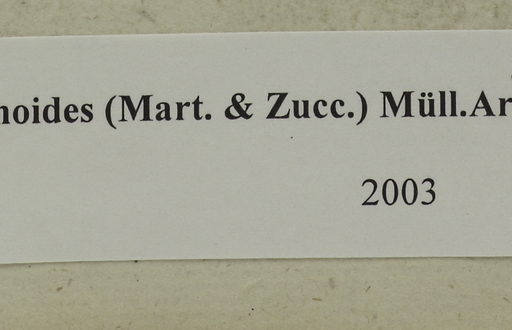 noides (Mart. & Zucc.) Müll.Ar
2003